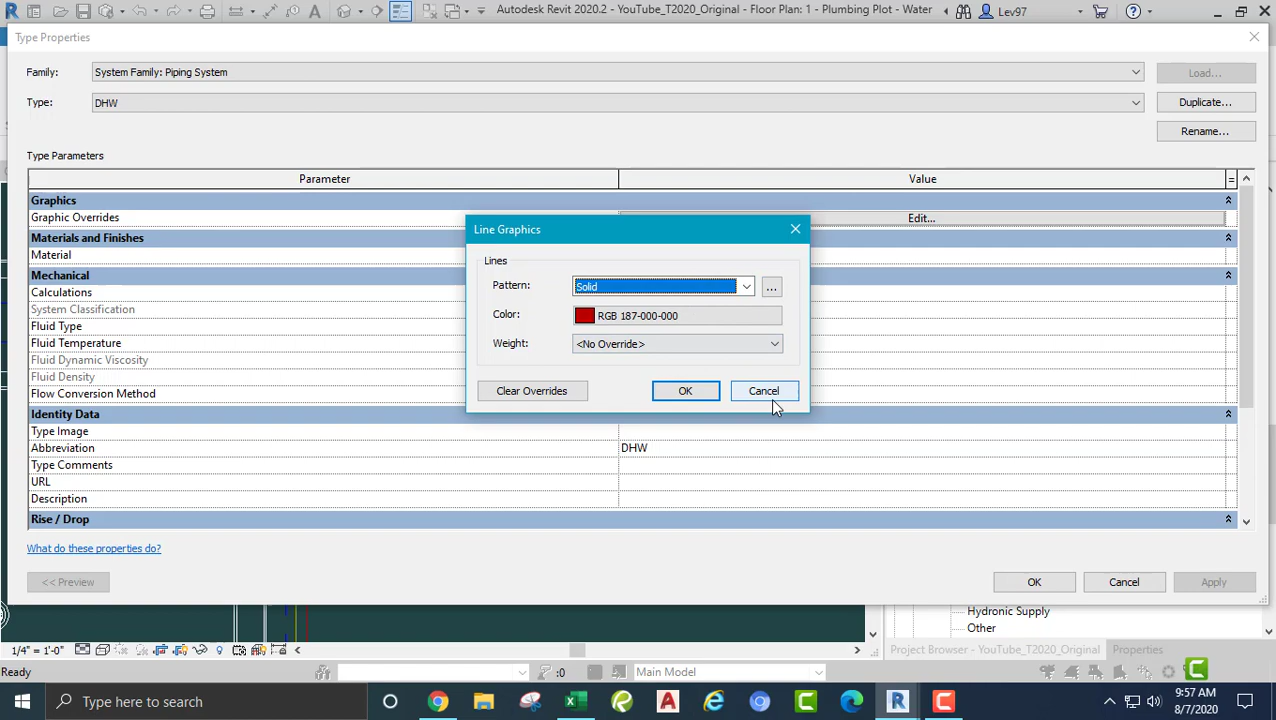 Autodesk Revit 2020.2 - YouTube_T2020_Original - Floor Plan: 1 - Plumbing Plot - Water
Lev97
Type Properties
Family:
System Family: Piping System
Load...
Type:
DHW
Duplicate...
Rename...
Type Parameters
Parameter
Value
=
Graphics
Graphic Overrides
Edit...
Materials and Finishes
Material
Mechanical
Calculations
System Classification
Fluid Type
Fluid Temperature
Fluid Dynamic Viscosity
Fluid Density
Flow Conversion Method
Identity Data
Type Image
Abbreviation
DHW
Type Comments
URL
Description
Rise / Drop
Line Graphics
Lines
Pattern:
Solid
...
Color:
RGB 187-000-000
Weight:
<No Override>
Clear Overrides
OK
Cancel
What do these properties do?
<< Preview
OK
Cancel
Apply
Hydronic Supply
Other
1/4" = 1'-0"
Project Browser - YouTube_T2020_Original
Properties
Ready
:0
Main Model
Type here to search
9:57 AM
8/7/2020